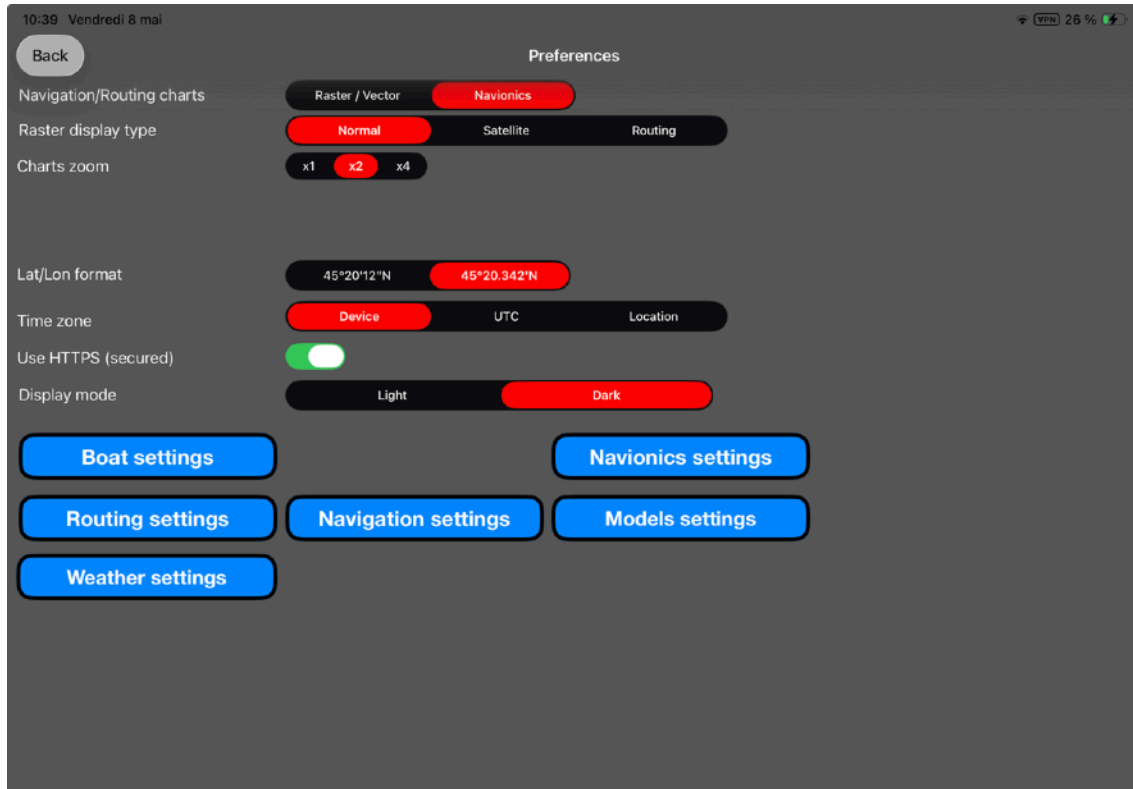 10:39 Vendredi 8 mai VPN 26 %
Back Preferences
Navigation/Routing charts Raster / Vector Navionics
Raster display type Normal Satellite Routing
Charts zoom x1 x2 x4
Lat/Lon format 45°20'12"N 45°20.342'N
Time zone Device UTC Location
Use HTTPS (secured)
Display mode Light Dark
Boat settings Navionics settings
Routing settings Navigation settings Models settings
Weather settings